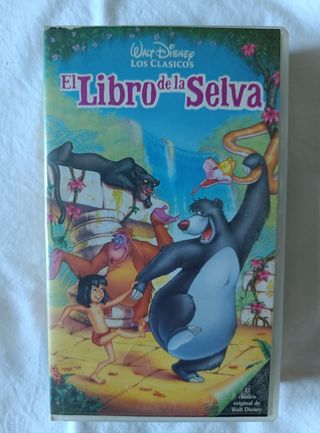 WALT DISNEY
LOS CLASICOS
El Libro de la Selva
El
clásico
original de
Walt Disney